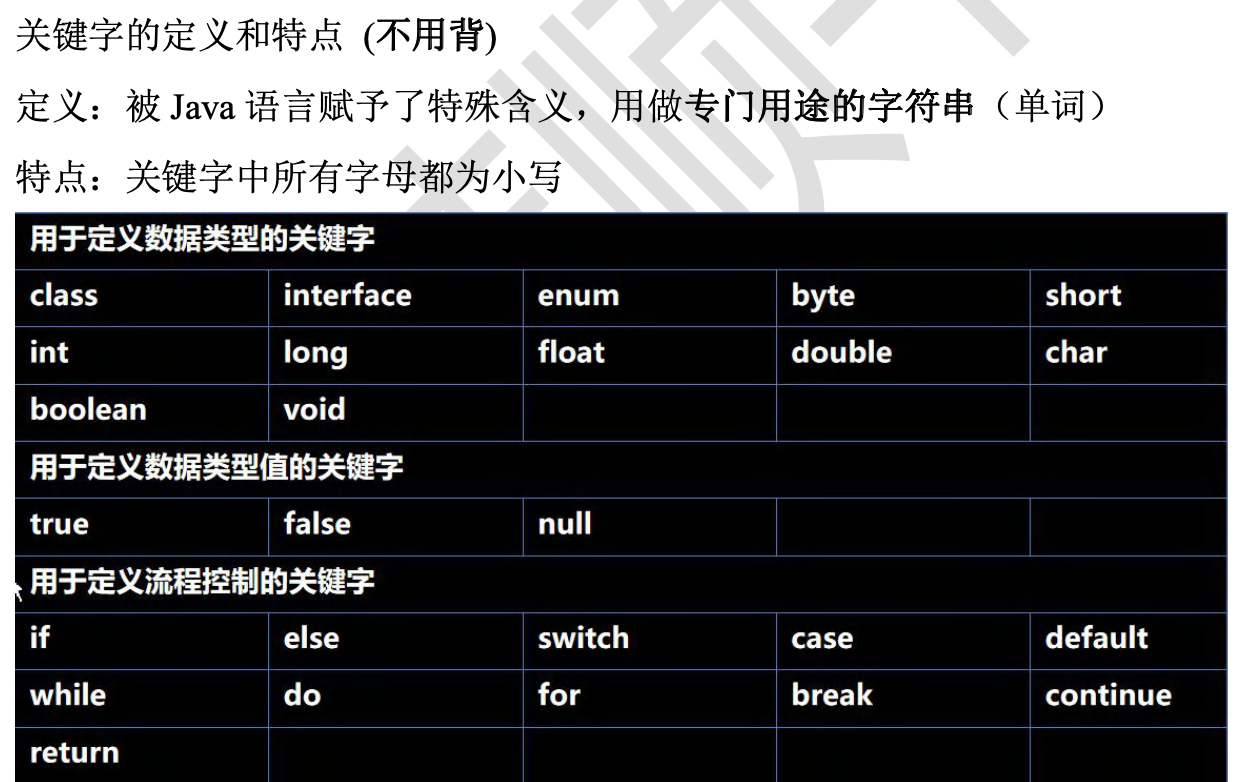 关键字的定义和特点 (不用背)
定义：被 Java 语言赋予了特殊含义，用做专门用途的字符串（单词）
特点：关键字中所有字母都为小写
用于定义数据类型的关键字
class interface enum byte short
int long float double char
boolean void
用于定义数据类型值的关键字
true false null
用于定义流程控制的关键字
if else switch case default
while do for break continue
return